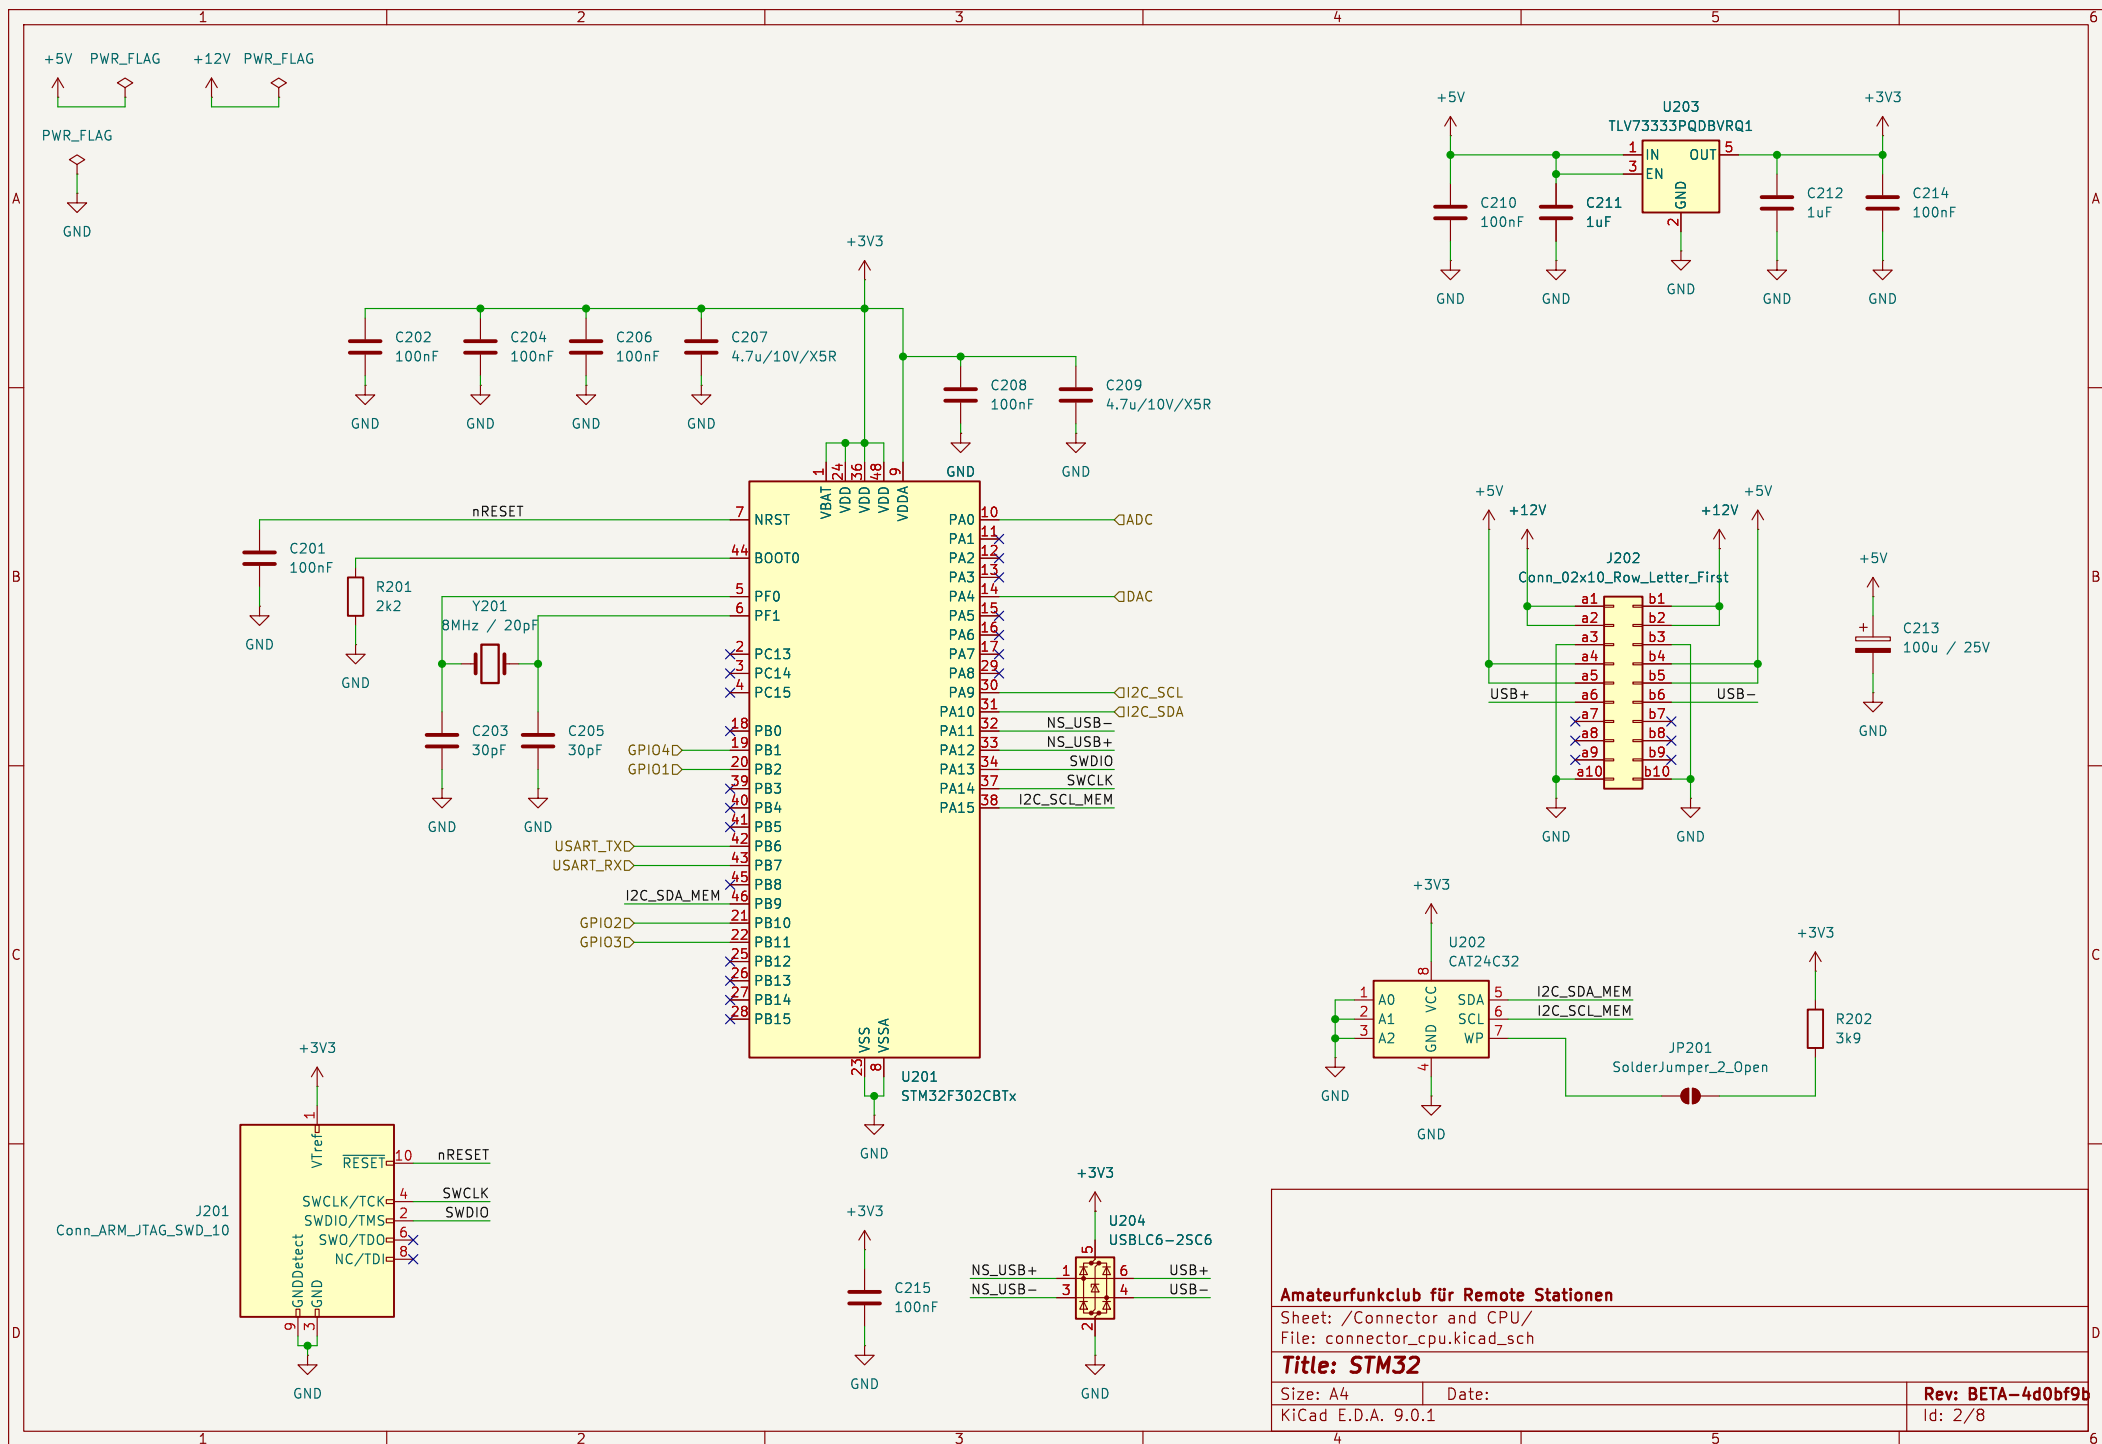 1 2 3 4 5 6
+5V PWR_FLAG +12V PWR_FLAG
PWR_FLAG
GND
A A
B B
C C
D D
+5V
U203
TLV73333PQDBVRQ1
+3V3
1 IN OUT 5
3 EN
GND
2
C210
100nF
C211
1uF
C212
1uF
C214
100nF
GND GND GND GND GND
+3V3
C202
100nF
C204
100nF
C206
100nF
C207
4.7u/10V/X5R
GND GND GND GND
C208
100nF
C209
4.7u/10V/X5R
GND GND
1 24 36 48 9
VBAT VDD VDD VDD VDDA
nRESET 7 NRST
44 BOOT0
5 PF0
6 PF1
2 PC13
3 PC14
4 PC15
18 PB0
GPIO4 19 PB1
GPIO1 20 PB2
39 PB3
40 PB4
41 PB5
USART_TX 42 PB6
USART_RX 43 PB7
45 PB8
I2C_SDA_MEM 46 PB9
GPIO2 21 PB10
GPIO3 22 PB11
25 PB12
26 PB13
27 PB14
28 PB15
PA0 10 ADC
PA1 11
PA2 12
PA3 13
PA4 14 DAC
PA5 15
PA6 16
PA7 17
PA8 29
PA9 30 I2C_SCL
PA10 31 I2C_SDA
PA11 32 NS_USB-
PA12 33 NS_USB+
PA13 34 SWDIO
PA14 37 SWCLK
PA15 38 I2C_SCL_MEM
VSS VSSA
23 8
U201
STM32F302CBTx
GND
C201
100nF
GND
R201
2k2
GND
Y201
8MHz / 20pF
C203
30pF
C205
30pF
GND GND
+5V +5V
+12V +12V
J202
Conn_02x10_Row_Letter_First
a1 b1
a2 b2
a3 b3
a4 b4
a5 b5
USB+ a6 b6 USB-
a7 b7
a8 b8
a9 b9
a10 b10
GND GND
+5V
+
C213
100u / 25V
GND
+3V3
U202
CAT24C32
8
1 A0 VCC SDA 5 I2C_SDA_MEM
2 A1 SCL 6 I2C_SCL_MEM
3 A2 GND WP 7
4
GND
GND
+3V3
R202
3k9
JP201
SolderJumper_2_Open
+3V3
1
VTref
RESET 10 nRESET
SWCLK/TCK 4 SWCLK
SWDIO/TMS 2 SWDIO
SWO/TDO 6
NC/TDI 8
GNDDetect GND
9 3
J201
Conn_ARM_JTAG_SWD_10
GND
+3V3
C215
100nF
GND
+3V3
U204
USBLC6-2SC6
5
NS_USB+ 1 6 USB+
NS_USB- 3 4 USB-
2
GND
Amateurfunkclub für Remote Stationen
Sheet: /Connector and CPU/
File: connector_cpu.kicad_sch
Title: STM32
Size: A4 Date: Rev: BETA-4d0bf9b
KiCad E.D.A. 9.0.1 Id: 2/8
1 2 3 4 5 6